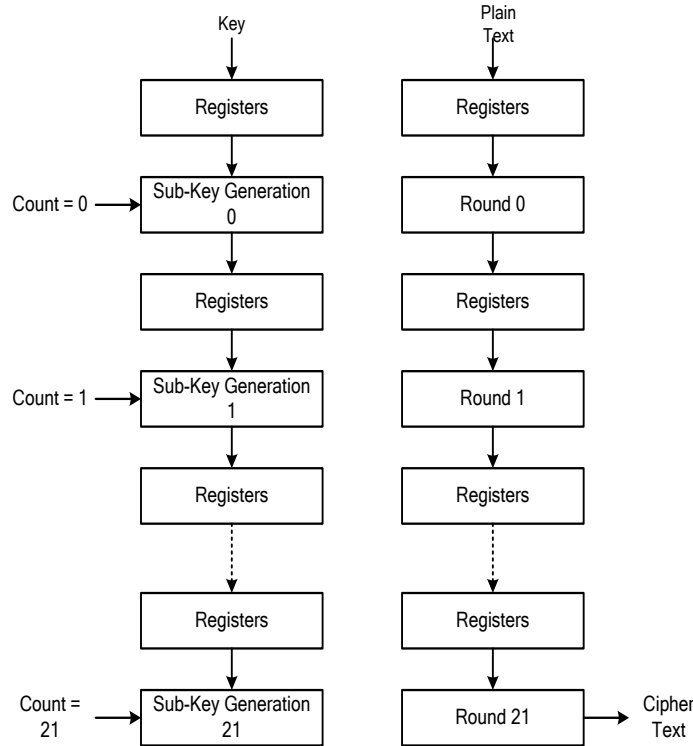 Key
Plain
Text
Registers
Registers
Count = 0
Sub-Key Generation
0
Round 0
Registers
Registers
Count = 1
Sub-Key Generation
1
Round 1
Registers
Registers
Registers
Registers
Count =
21
Sub-Key Generation
21
Round 21
Cipher
Text